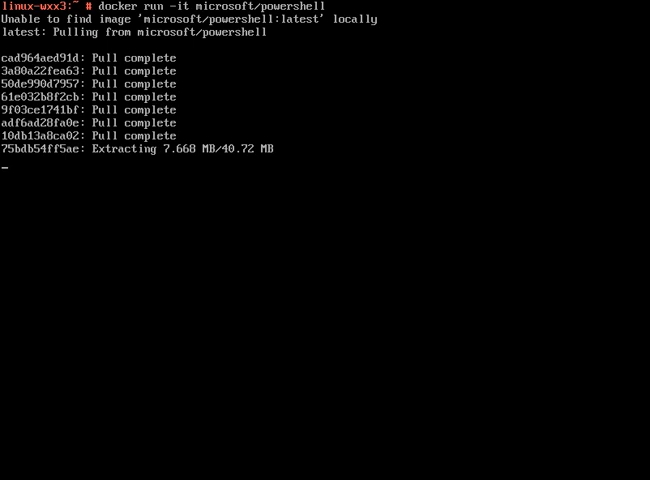 linux-wxx3:~ # docker run -it microsoft/powershell
Unable to find image 'microsoft/powershell:latest' locally
latest: Pulling from microsoft/powershell
cad964aed91d: Pull complete
3a80a22fea63: Pull complete
50de990d7957: Pull complete
61e032b8f2cb: Pull complete
9f03ce1741bf: Pull complete
adf6ad28fa0e: Pull complete
10db13a8ca02: Pull complete
75bdb54ff5ae: Extracting 7.668 MB/40.72 MB